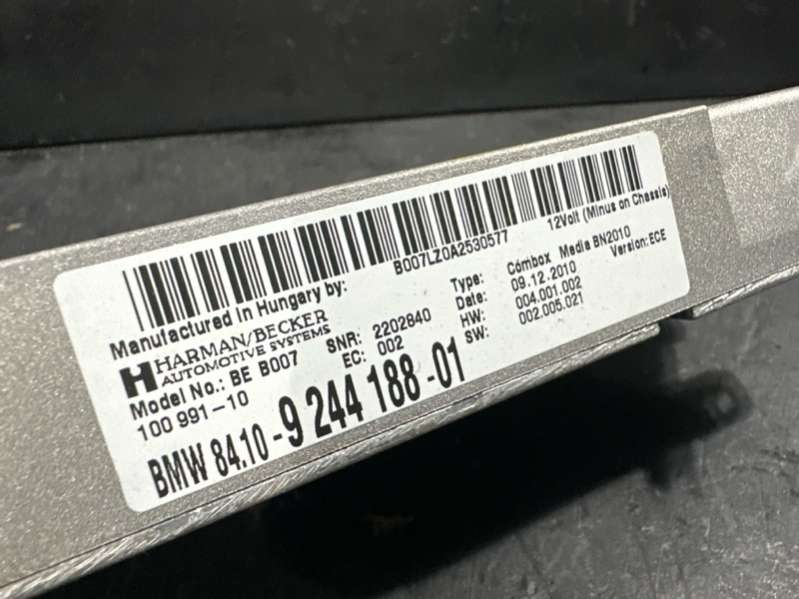 B007LZ0A2530577
12Volt (Minus on Chassis)
Manufactured in Hungary by:
HARMAN/BECKER
AUTOMOTIVE SYSTEMS
Model No.: BE B007
100 991-10
SNR: 2202840
EC: 002
Type: Combox Media BN2010
Date: 09.12.2010
HW: 004.001.002
SW: 002.005.021
Version: ECE
BMW 84.10-9 244 188-01